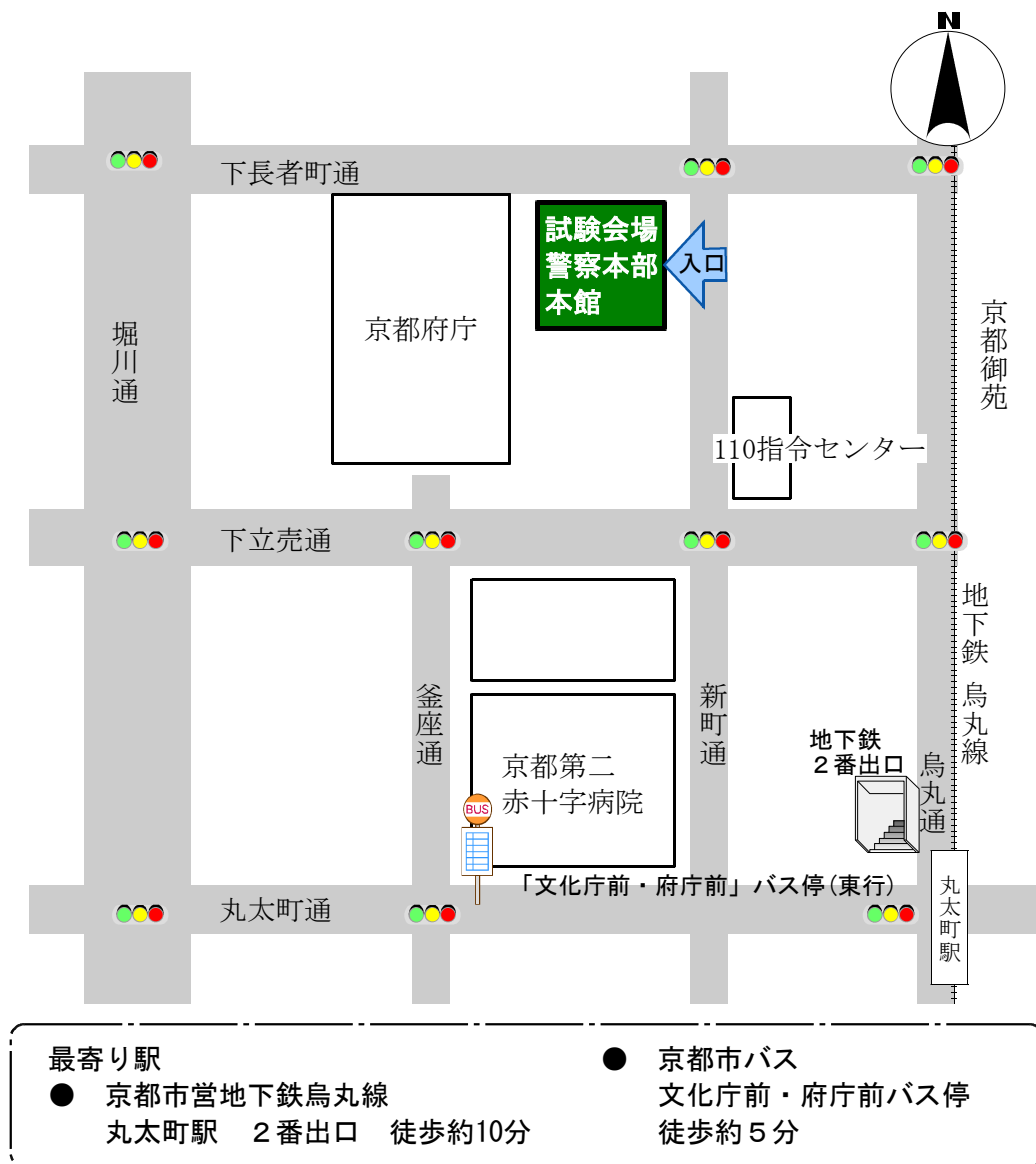 N
下長者町通
試験会場
警察本部
本館
入口
京都府庁
堀川通
京都御苑
110指令センター
下立売通
地下鉄 烏丸線
釜座通
新町通
地下鉄
２番出口
烏丸通
京都第二
赤十字病院
BUS
「文化庁前・府庁前」バス停(東行)
丸太町通
丸太町駅
最寄り駅
● 京都市営地下鉄烏丸線
丸太町駅　２番出口　徒歩約10分
● 京都市バス
文化庁前・府庁前バス停
徒歩約５分